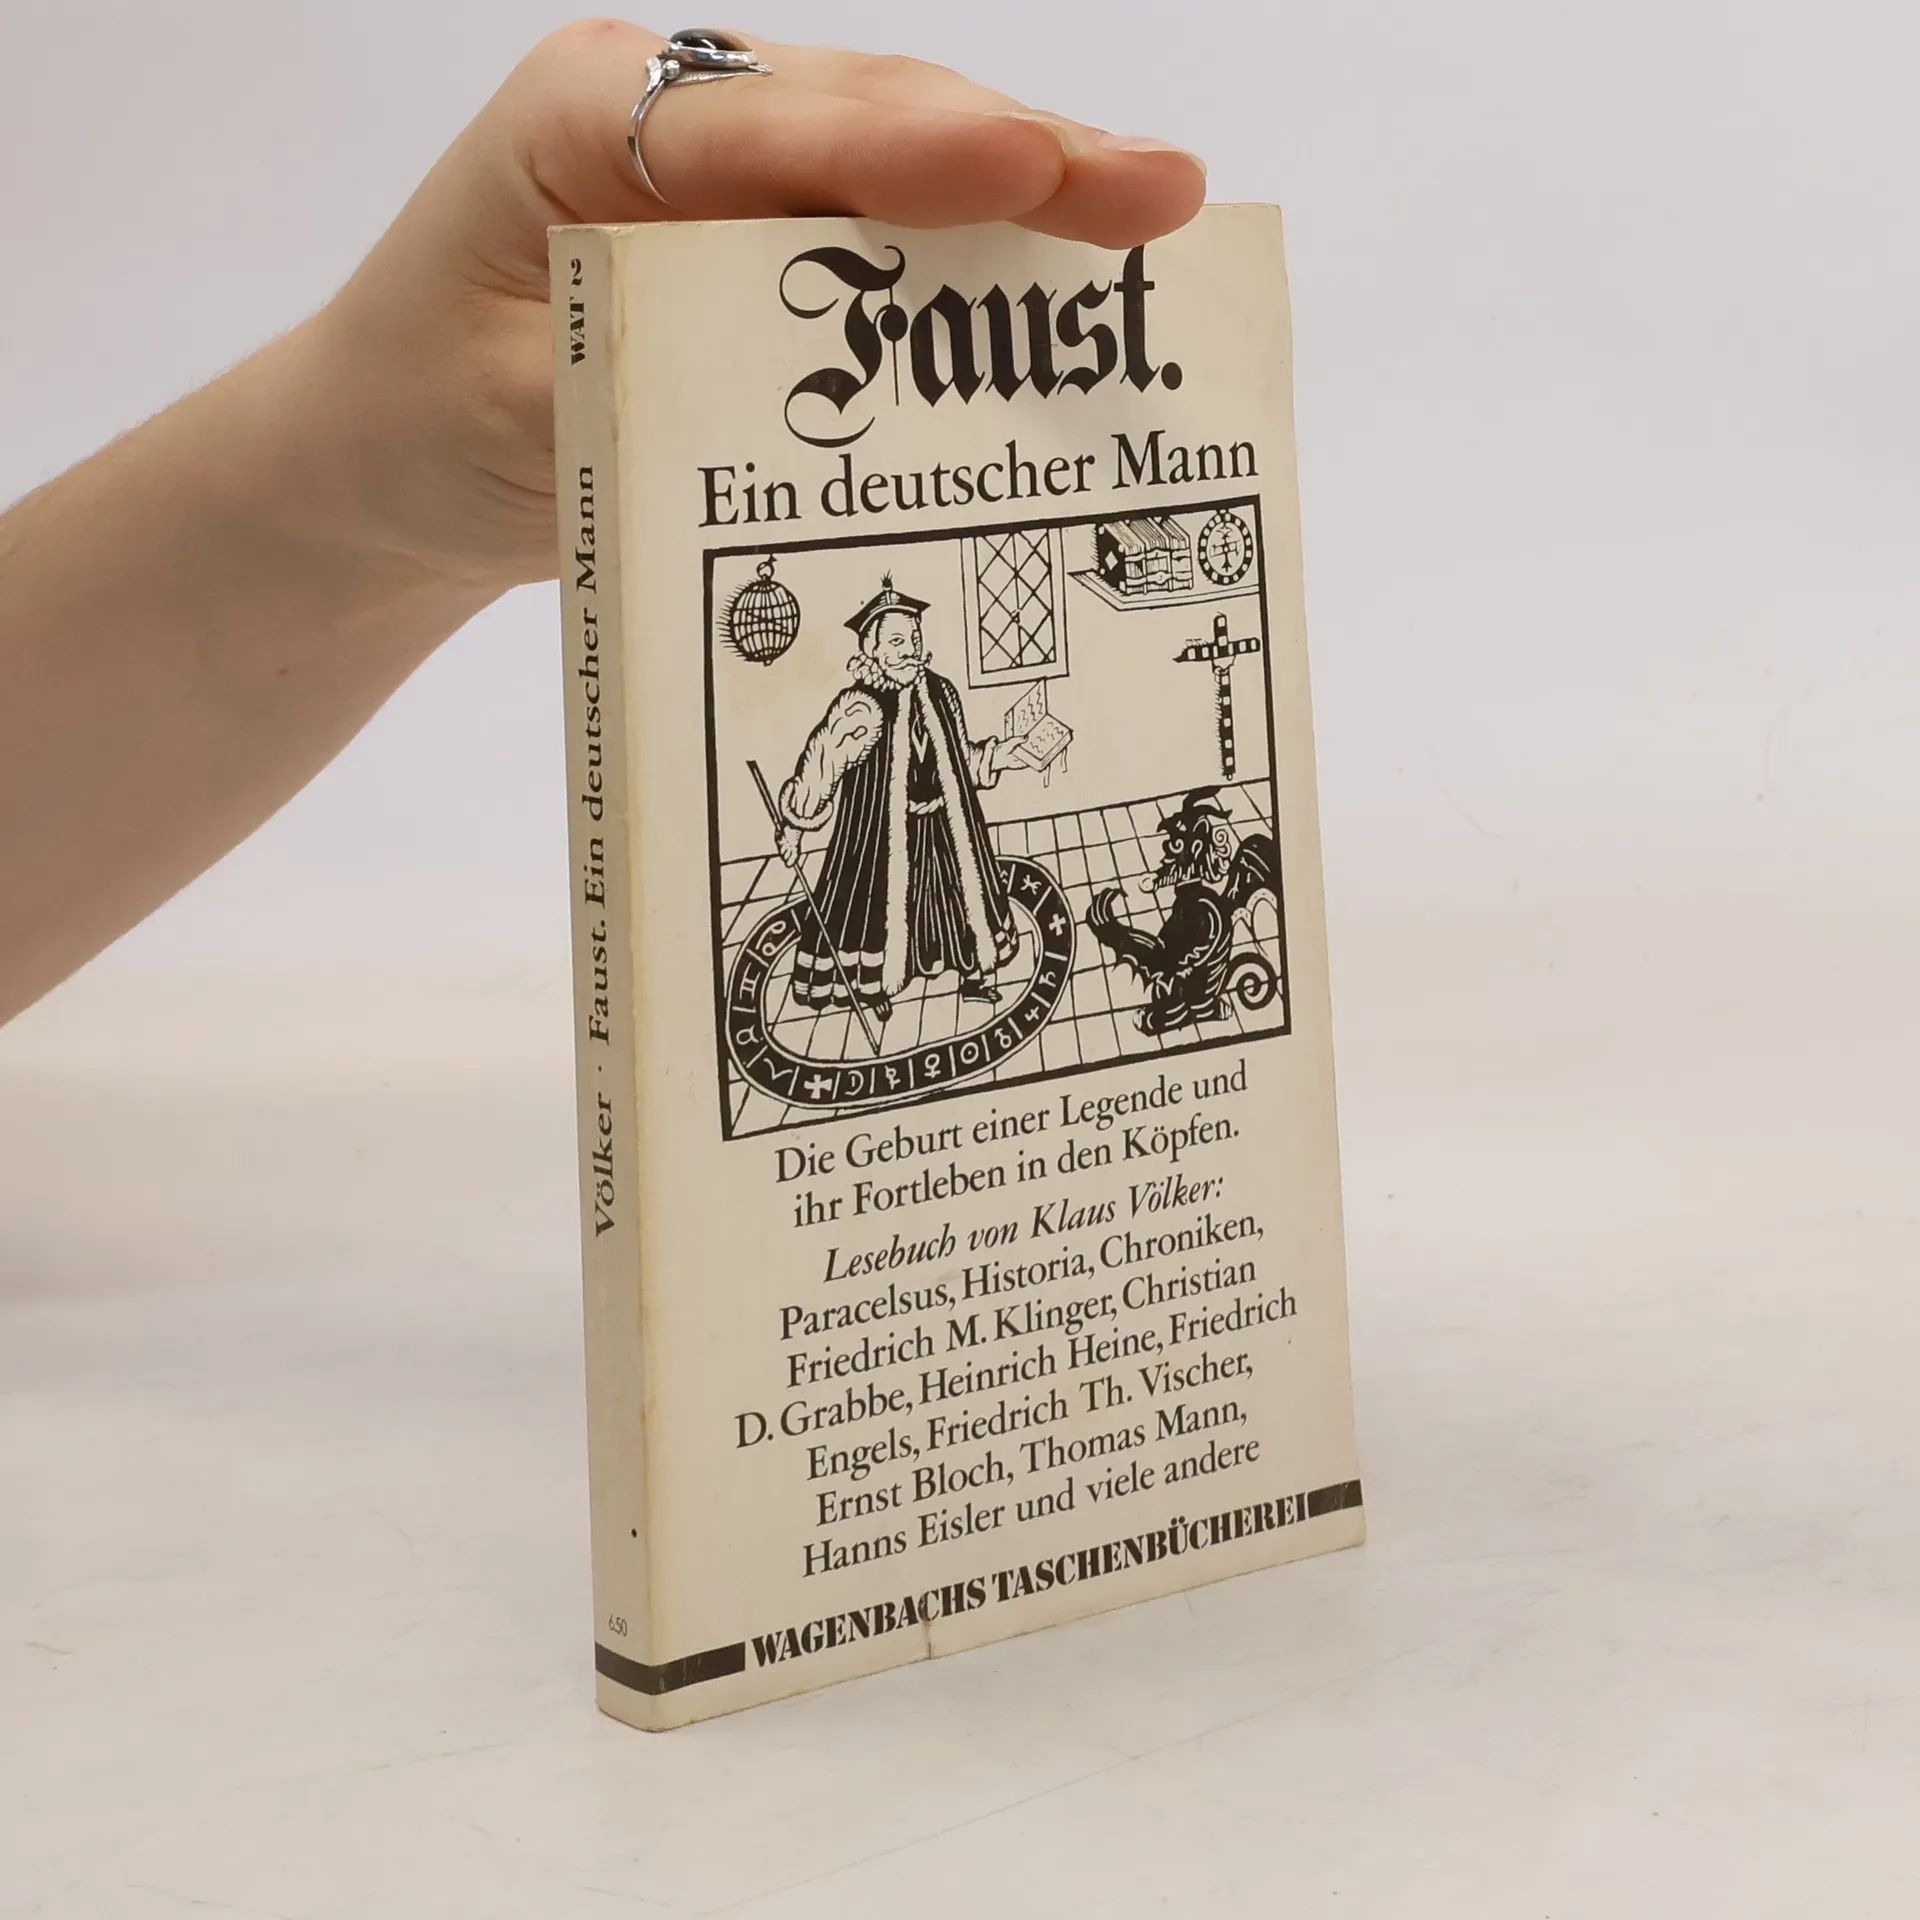 Faust.
Ein deutscher Mann
Die Geburt einer Legende und
ihr Fortleben in den Köpfen.
Lesebuch von Klaus Völker:
Paracelsus, Historia, Chroniken,
Friedrich M. Klinger, Christian
D. Grabbe, Heinrich Heine, Friedrich
Engels, Friedrich Th. Vischer,
Ernst Bloch, Thomas Mann,
Hanns Eisler und viele andere
WAGENBACHS TASCHENBÜCHEREI
Völker · Faust. Ein deutscher Mann WAT 2
6.50